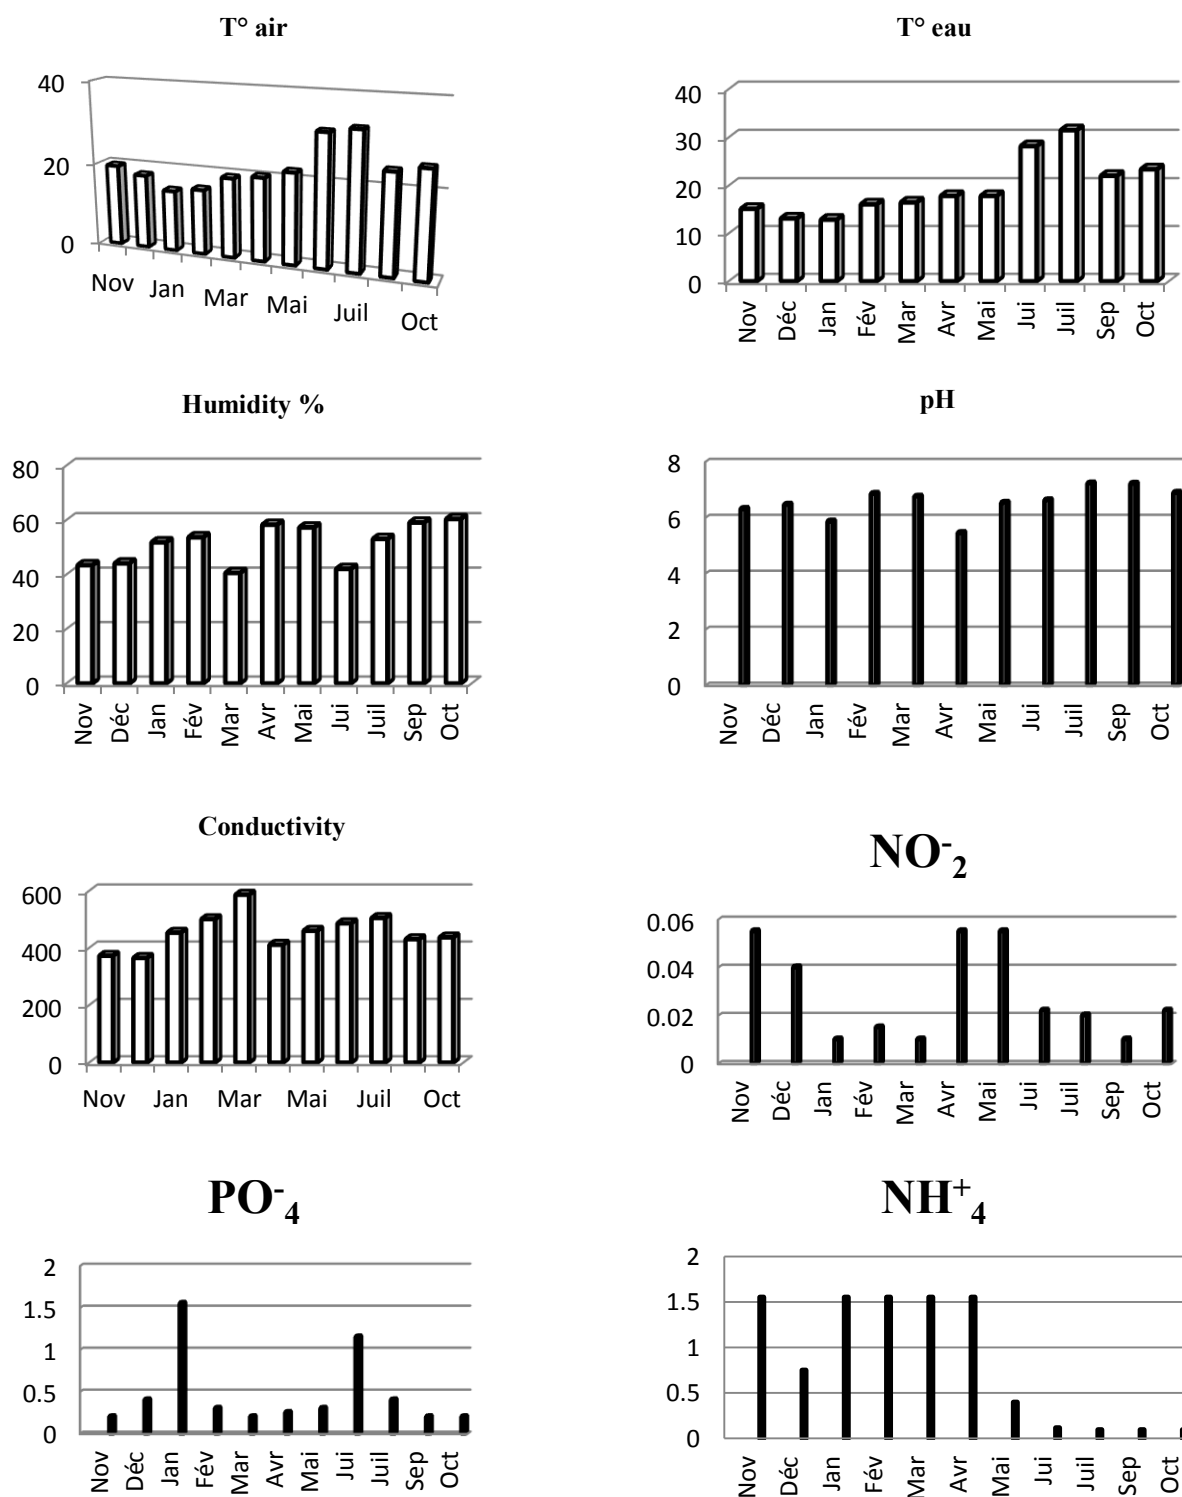 T° air
40
20
0
Nov Jan Mar Mai Juil Oct
T° eau
40
30
20
10
0
Nov Déc Jan Fév Mar Avr Mai Jui Juil Sep Oct
Humidity %
80
60
40
20
0
Nov Déc Jan Fév Mar Avr Mai Jui Juil Sep Oct
pH
8
6
4
2
0
Nov Déc Jan Fév Mar Avr Mai Jui Juil Sep Oct
Conductivity
600
400
200
0
Nov Jan Mar Mai Juil Oct
NO⁻₂
0.06
0.04
0.02
0
Nov Déc Jan Fév Mar Avr Mai Jui Juil Sep Oct
PO⁻₄
2
1.5
1
0.5
0
Nov Déc Jan Fév Mar Avr Mai Jui Juil Sep Oct
NH⁺₄
2
1.5
1
0.5
0
Nov Déc Jan Fév Mar Avr Mai Jui Juil Sep Oct